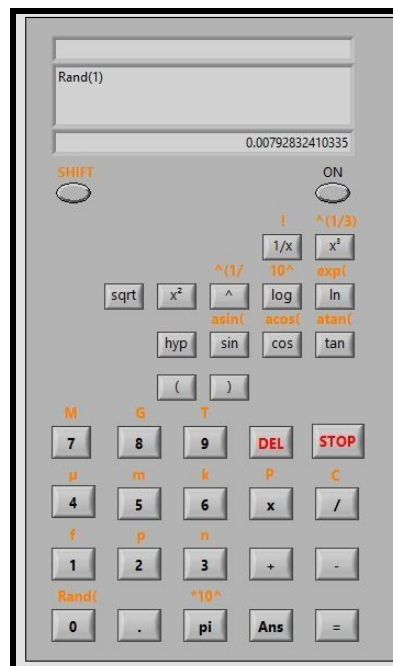 Rand(1)
0.00792832410335
SHIFT ON
! ^(1/3)
1/x x³
^(1/ 10^ exp(
sqrt x² ^ log ln
asin( acos( atan(
hyp sin cos tan
( )
M G T
7 8 9 DEL STOP
µ m k P C
4 5 6 x /
f p n
1 2 3 + -
Rand( *10^
0 . pi Ans =